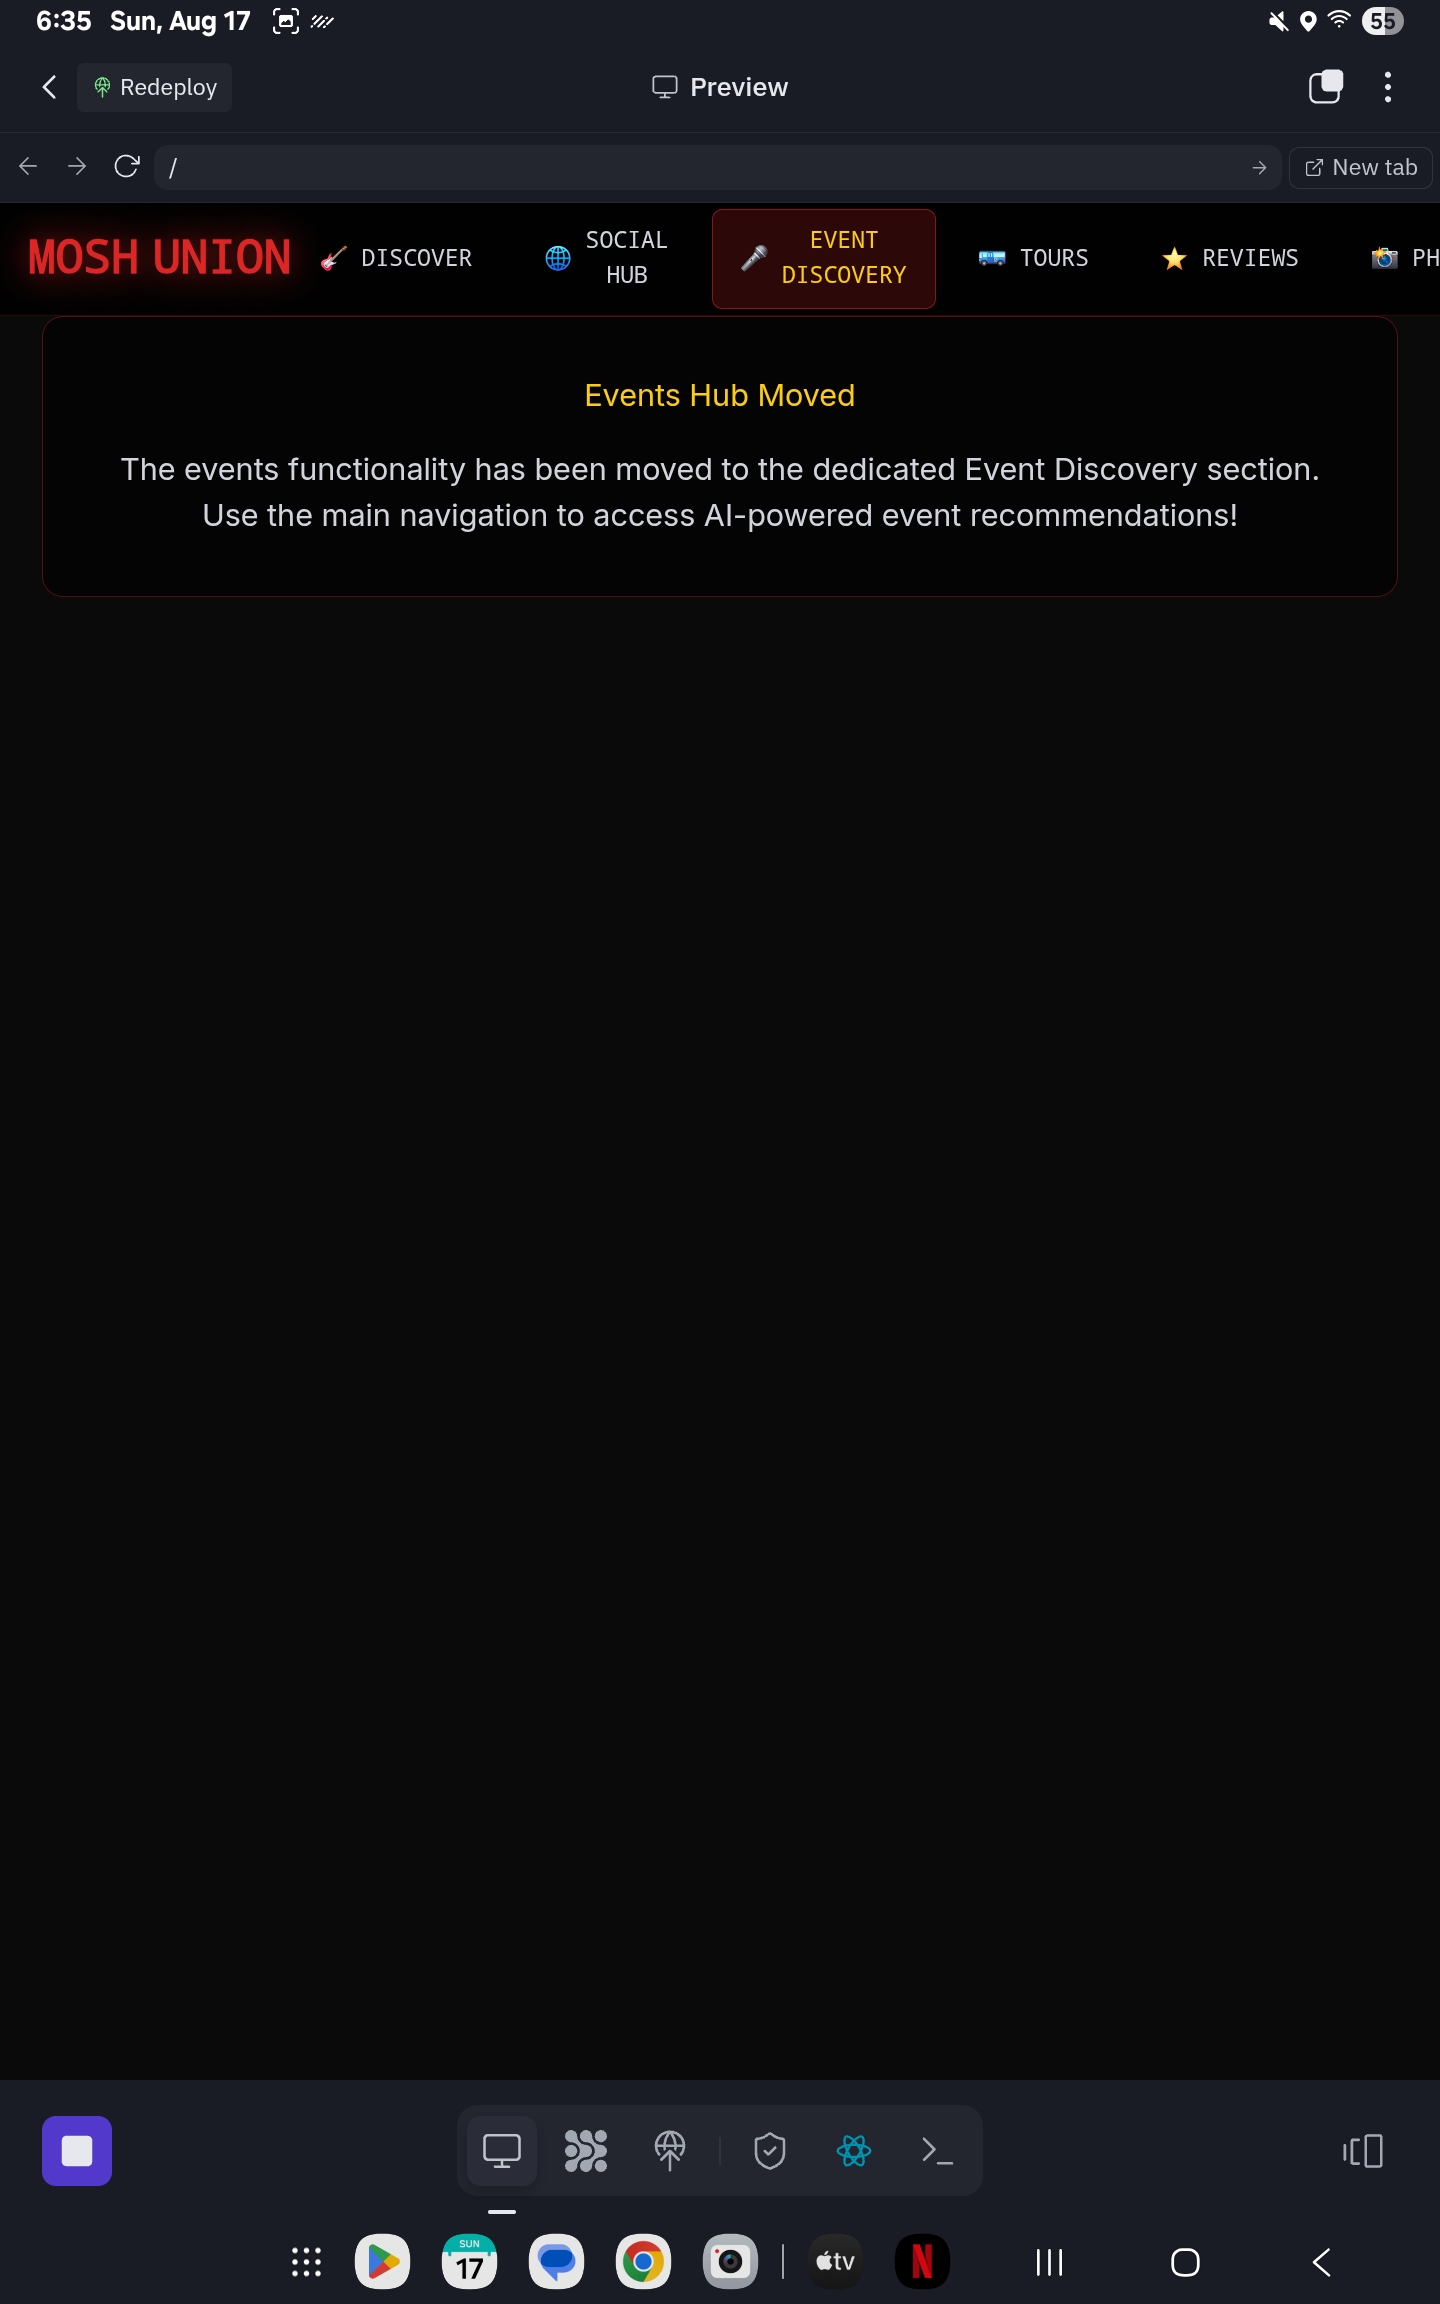 6:35 Sun, Aug 17
55
Redeploy
Preview
/
New tab
MOSH UNION
DISCOVER
SOCIAL
HUB
EVENT
DISCOVERY
TOURS
REVIEWS
PH
Events Hub Moved
The events functionality has been moved to the dedicated Event Discovery section.
Use the main navigation to access AI-powered event recommendations!
SUN
17
tv
N